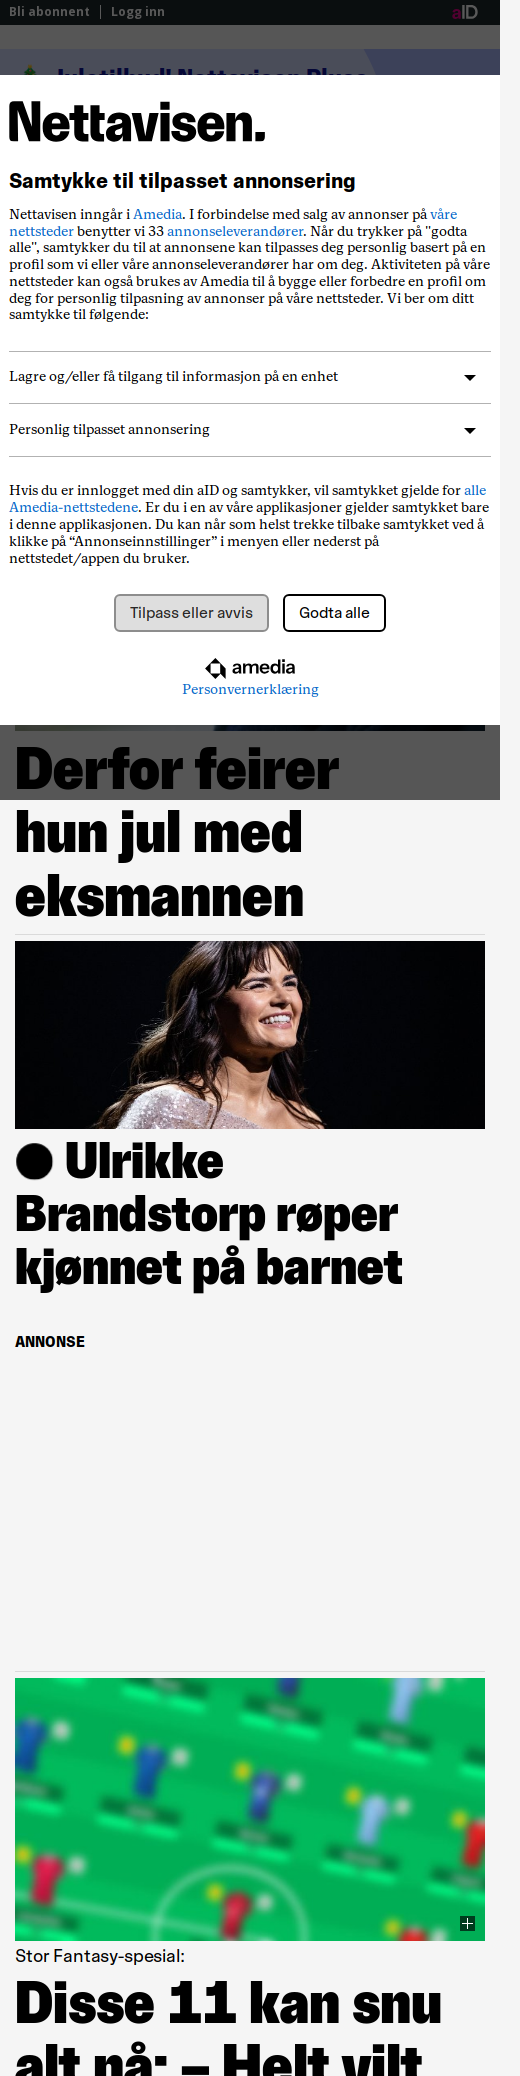 Bli abonnent | Logg inn
aID
Nettavisen.
Samtykke til tilpasset annonsering
Nettavisen inngår i Amedia. I forbindelse med salg av annonser på våre
nettsteder benytter vi 33 annonseleverandører. Når du trykker på "godta
alle", samtykker du til at annonsene kan tilpasses deg personlig basert på en
profil som vi eller våre annonseleverandører har om deg. Aktiviteten på våre
nettsteder kan også brukes av Amedia til å bygge eller forbedre en profil om
deg for personlig tilpasning av annonser på våre nettsteder. Vi ber om ditt
samtykke til følgende:
Lagre og/eller få tilgang til informasjon på en enhet
Personlig tilpasset annonsering
Hvis du er innlogget med din aID og samtykker, vil samtykket gjelde for alle
Amedia-nettstedene. Er du i en av våre applikasjoner gjelder samtykket bare
i denne applikasjonen. Du kan når som helst trekke tilbake samtykket ved å
klikke på “Annonseinnstillinger” i menyen eller nederst på
nettstedet/appen du bruker.
Tilpass eller avvis
Godta alle
amedia
Personvernerklæring
Derfor feirer
hun jul med
eksmannen
Ulrikke
Brandstorp røper
kjønnet på barnet
ANNONSE
Stor Fantasy-spesial:
Disse 11 kan snu
alt nå: – Helt vilt